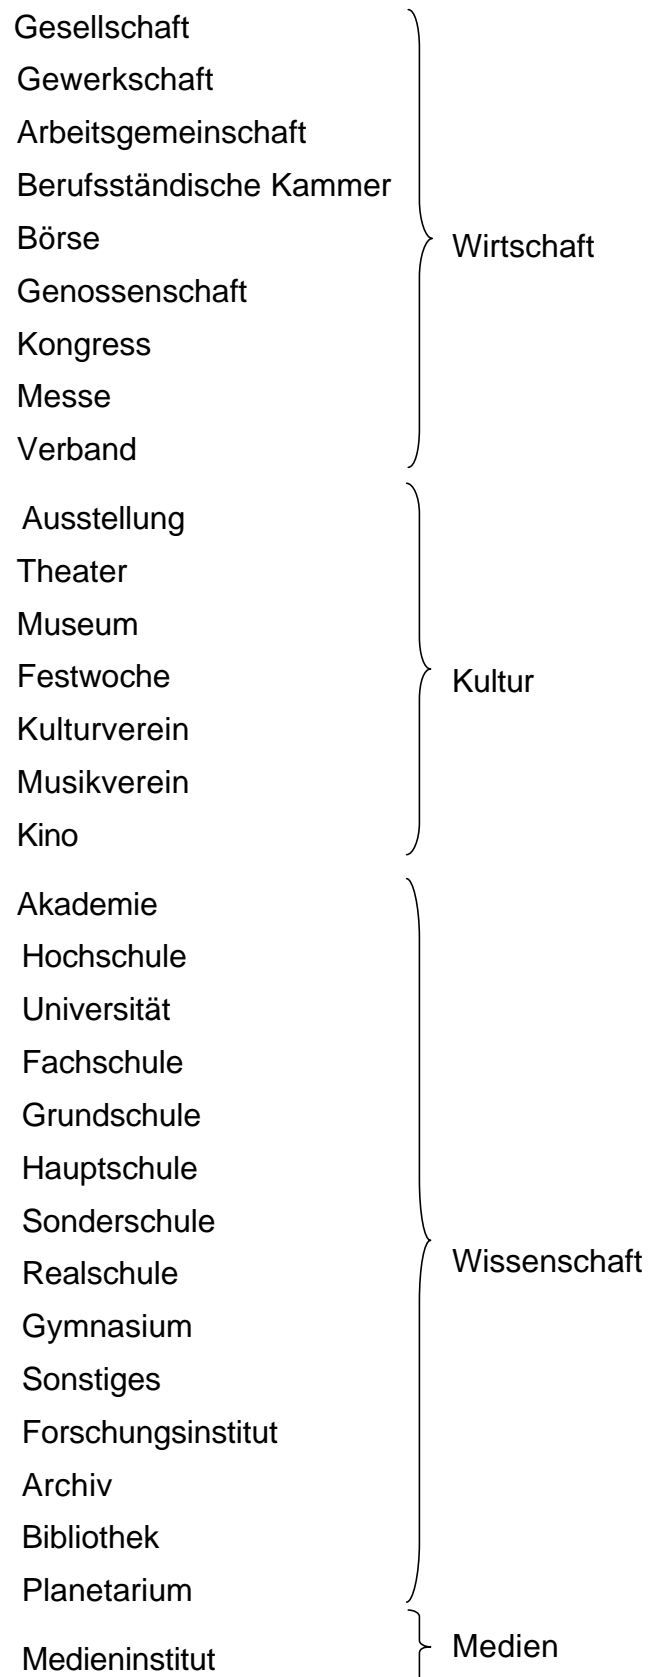 Gesellschaft
Gewerkschaft
Arbeitsgemeinschaft
Berufsständische Kammer
Börse
Genossenschaft
Kongress
Messe
Verband
Wirtschaft
Ausstellung
Theater
Museum
Festwoche
Kulturverein
Musikverein
Kino
Kultur
Akademie
Hochschule
Universität
Fachschule
Grundschule
Hauptschule
Sonderschule
Realschule
Gymnasium
Sonstiges
Forschungsinstitut
Archiv
Bibliothek
Planetarium
Wissenschaft
Medieninstitut
Medien